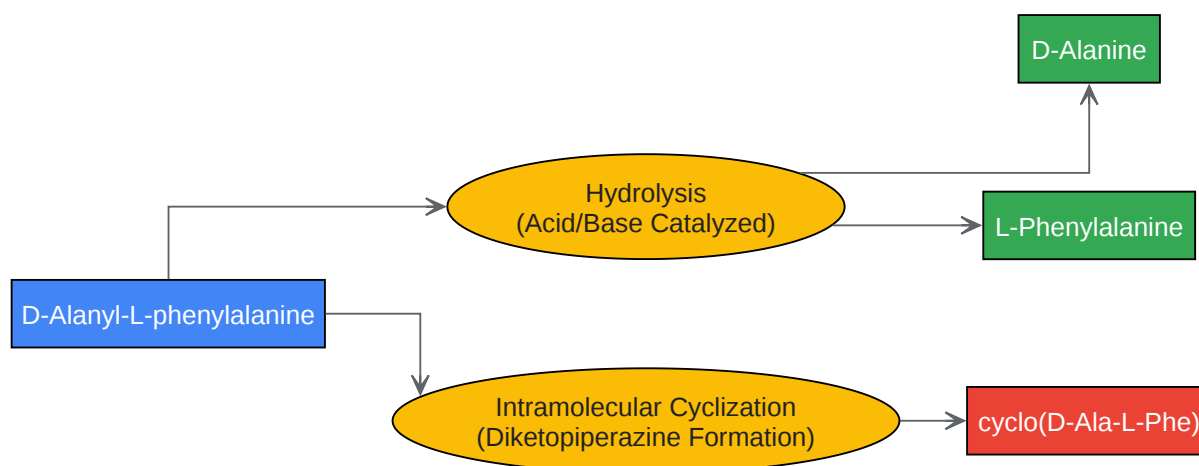 D-Alanine
Hydrolysis
(Acid/Base Catalyzed)
L-Phenylalanine
D-Alanyl-L-phenylalanine
Intramolecular Cyclization
(Diketopiperazine Formation)
cyclo(D-Ala-L-Phe)